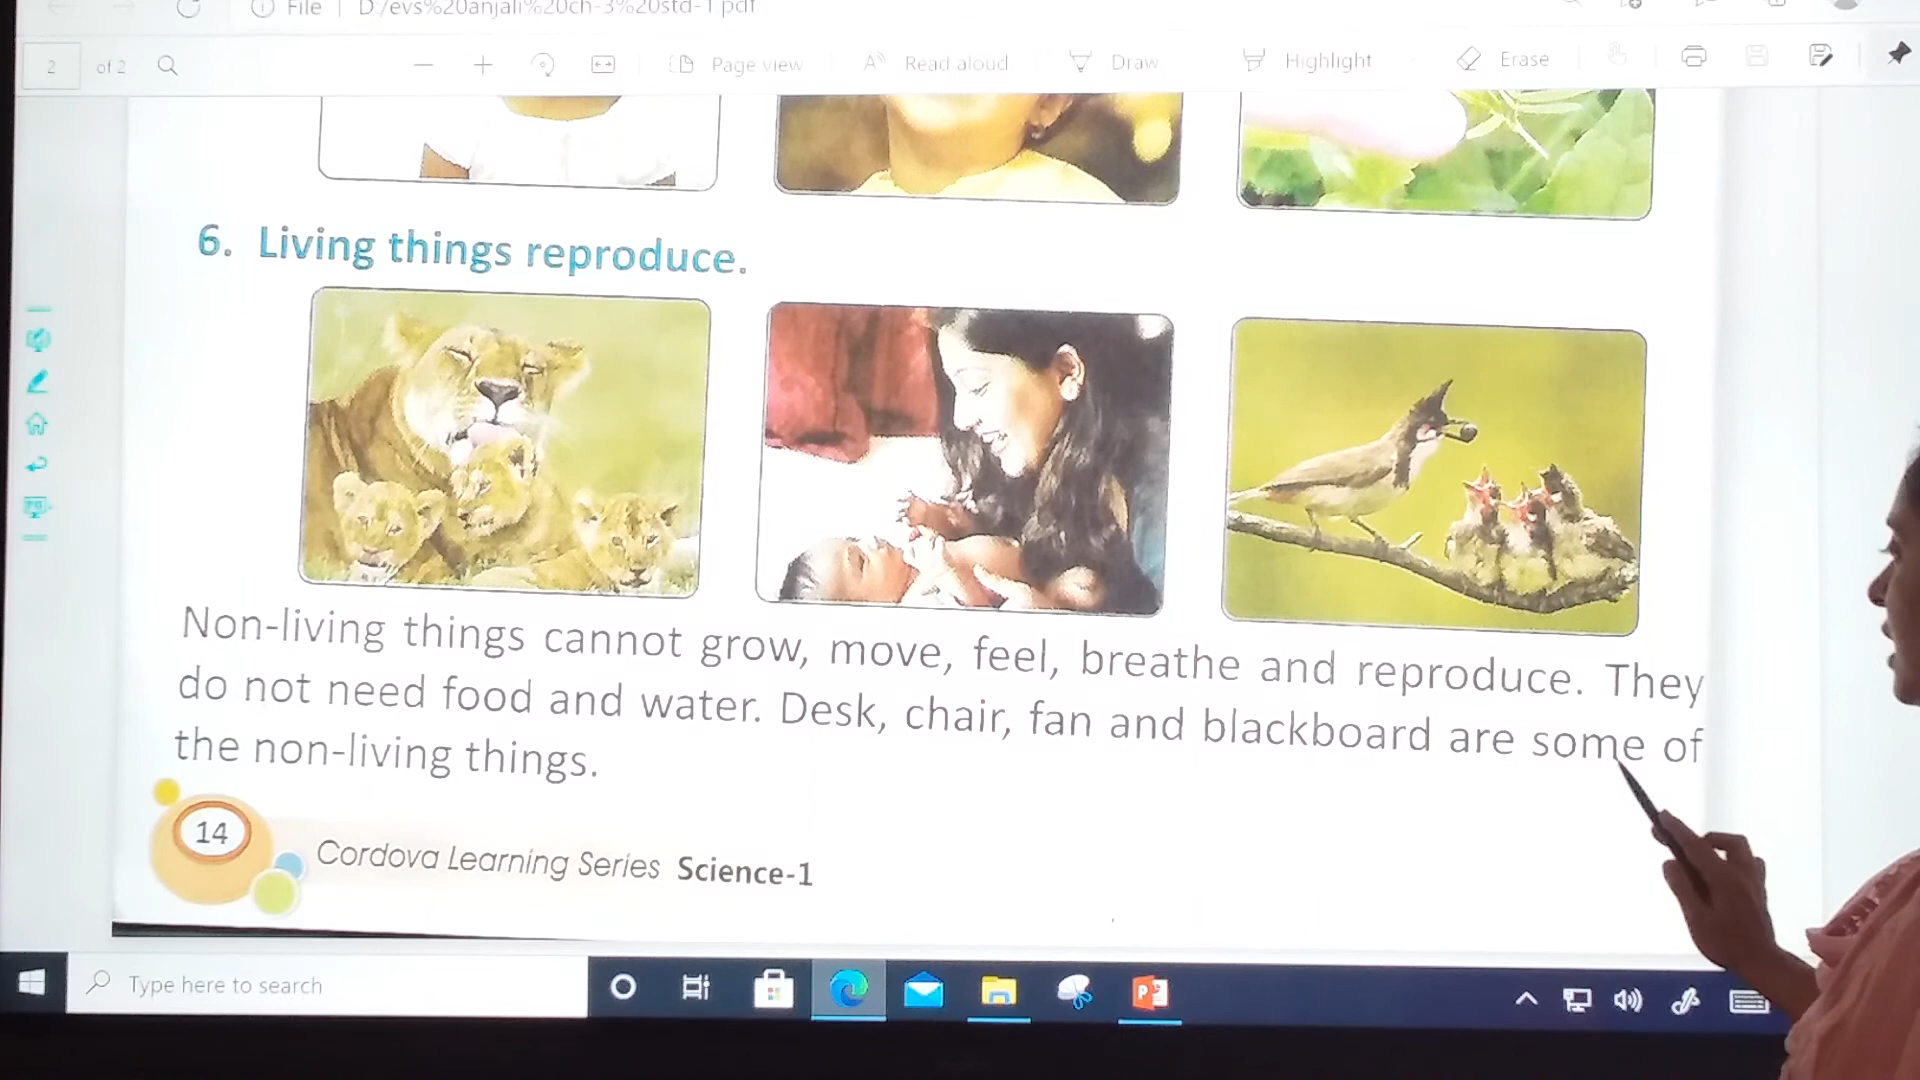 File | D:/evs%20anjali%20ch-3%20std-1 pdf
2 of 2 Page view A Read aloud Draw Highlight Erase
6. Living things reproduce.
Non-living things cannot grow, move, feel, breathe and reproduce. They
do not need food and water. Desk, chair, fan and blackboard are some of
the non-living things.
14 Cordova Learning Series Science-1
Type here to search